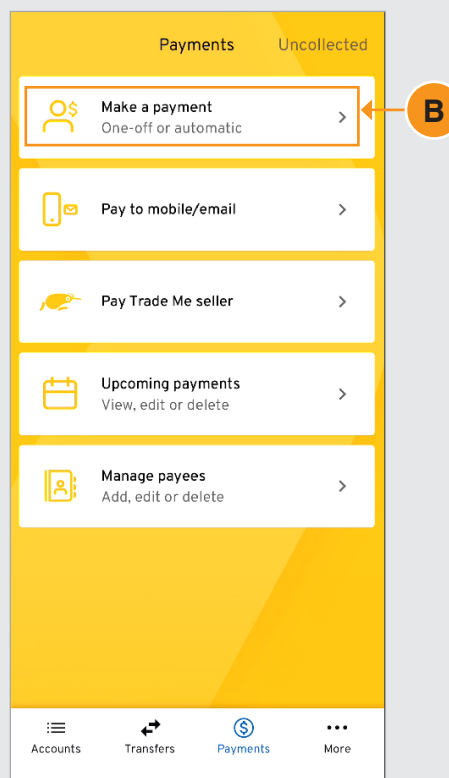 Payments Uncollected
Make a payment
One-off or automatic
B
Pay to mobile/email
Pay Trade Me seller
Upcoming payments
View, edit or delete
Manage payees
Add, edit or delete
Accounts Transfers Payments More